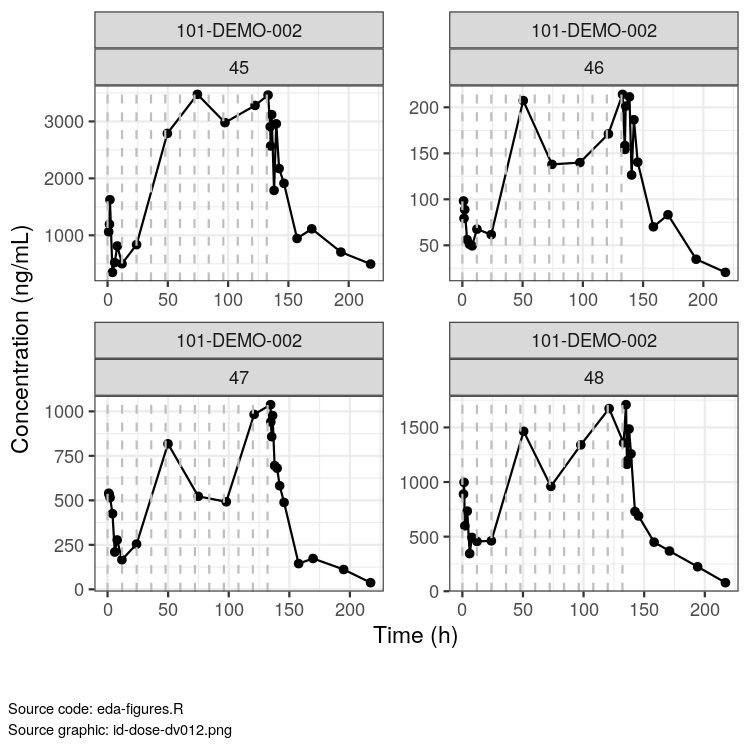 101-DEMO-002 101-DEMO-002
45 46
3000
2000
1000
200
150
100
50
0 50 100 150 200 0 50 100 150 200
101-DEMO-002 101-DEMO-002
47 48
1000
750
500
250
0
1500
1000
500
0
0 50 100 150 200 0 50 100 150 200
Concentration (ng/mL)
Time (h)
Source code: eda-figures.R
Source graphic: id-dose-dv012.png